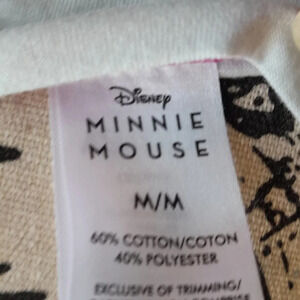 Disney
MINNIE
MOUSE
M/M
60% COTTON/COTON
40% POLYESTER
EXCLUSIVE OF TRIMMING/